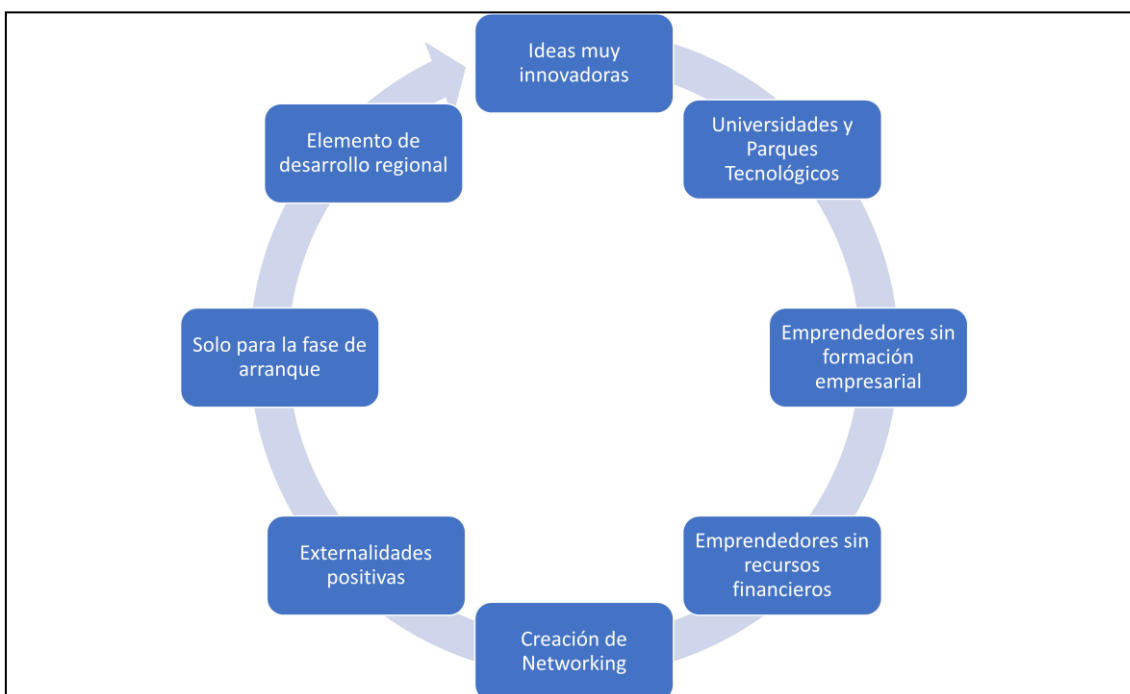 Ideas muy
innovadoras
Universidades y
Parques
Tecnológicos
Emprendedores sin
formación
empresarial
Emprendedores sin
recursos
financieros
Creación de
Networking
Externalidades
positivas
Solo para la fase de
arranque
Elemento de
desarrollo regional